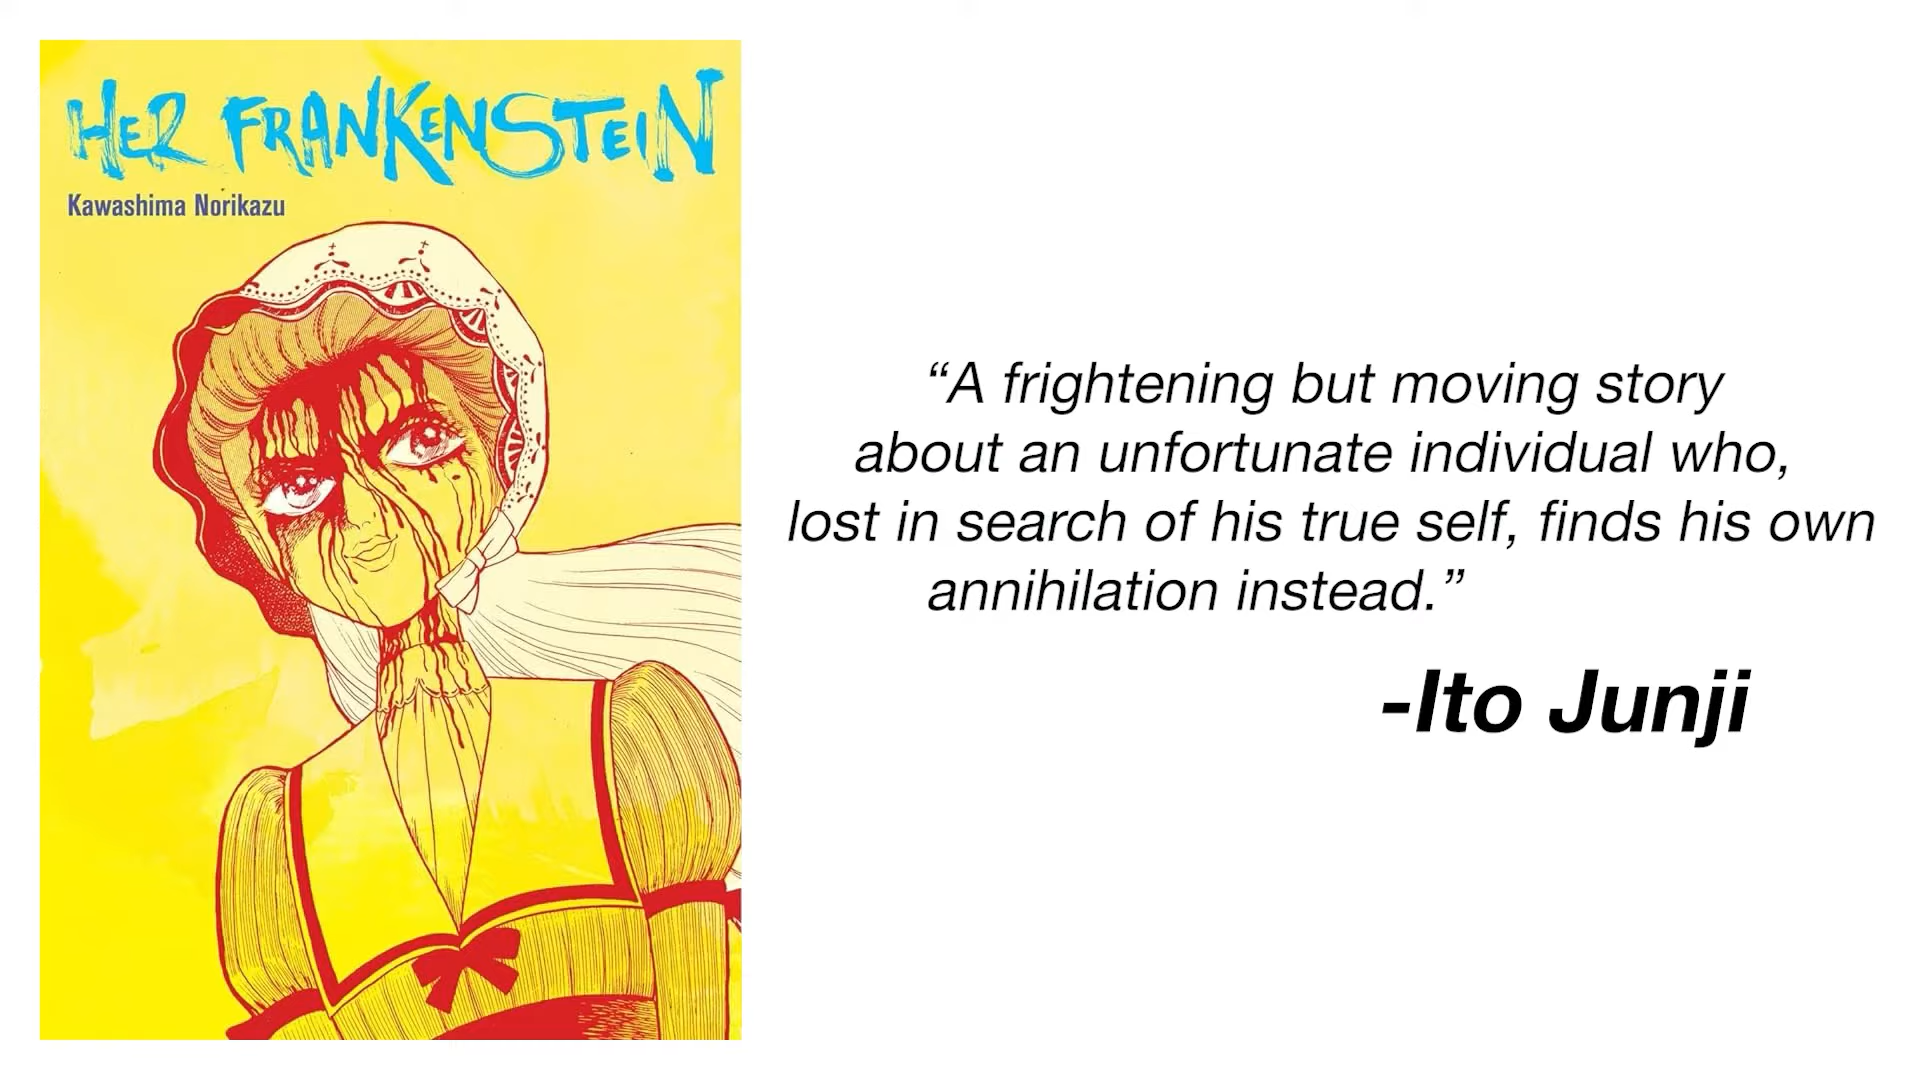 HER FRANKENSTEIN
Kawashima Norikazu
“A frightening but moving story
about an unfortunate individual who,
lost in search of his true self, finds his own
annihilation instead.”
-Ito Junji